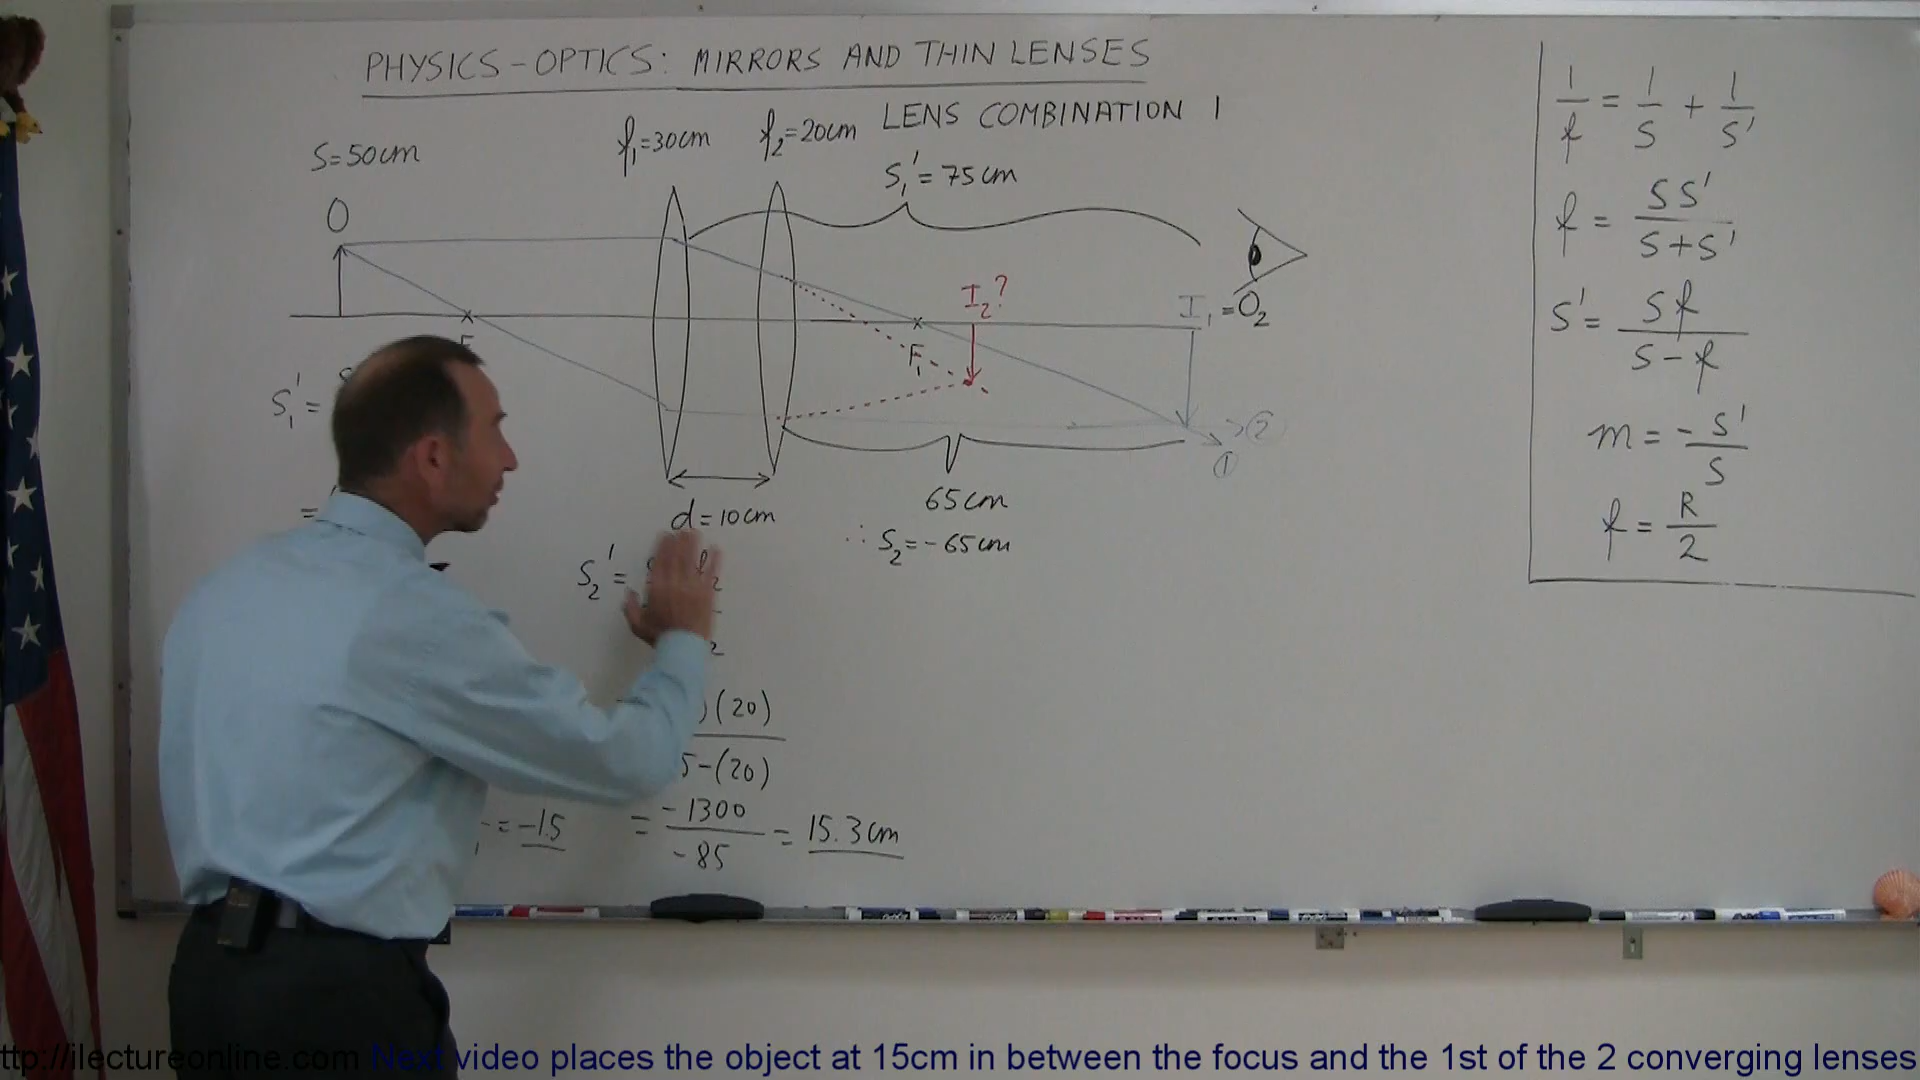 PHYSICS-OPTICS: MIRRORS AND THIN LENSES
LENS COMBINATION 1
S=50cm
f₁=30cm
f₂=20cm
S₁'=75cm
O
I₂?
I₁=O₂
F₁
S₁'=
=
② 
①
d=10cm
65cm
∴ S₂=-65cm
S₂'=
2
)(20)
5-(20)
=-1.5
= -1300/-85 = 15.3cm
1/f = 1/S + 1/S'
f = SS'/S+S'
S' = Sf/S-f
m = -S'/S
f = R/2
ttp://ilectureonline.com Next video places the object at 15cm in between the focus and the 1st of the 2 converging lenses